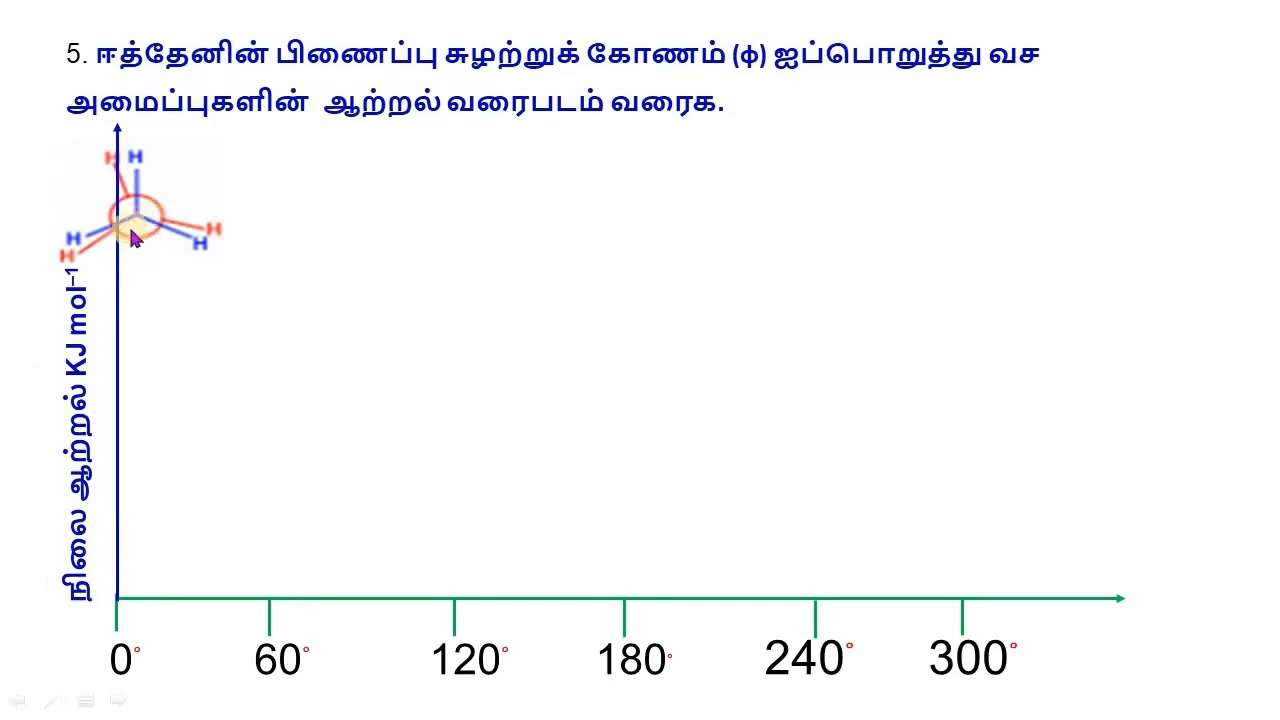 5. ஈத்தேனின் பிணைப்பு சுழற்றுக் கோணம் (ϕ) ஐப்பொறுத்து வச
அமைப்புகளின் ஆற்றல் வரைபடம் வரைக.
H H
H H
H H
நிலை ஆற்றல் KJ mol⁻¹
0° 60° 120° 180° 240° 300°